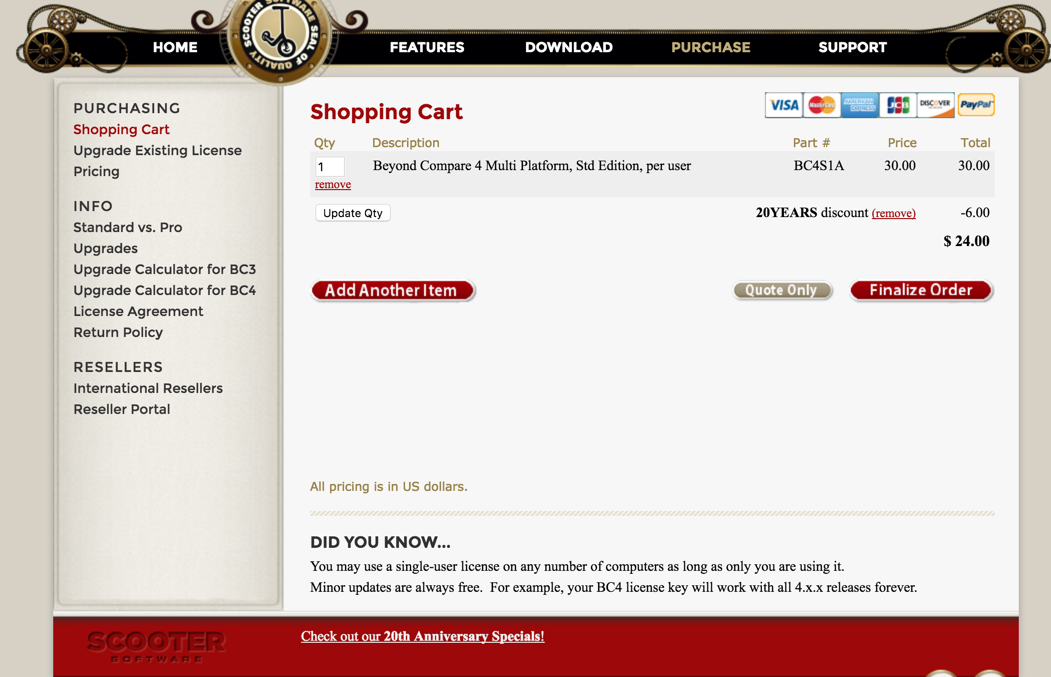 SCOOTER SOFTWARE SEAL OF QUALITY
HOME
FEATURES
DOWNLOAD
PURCHASE
SUPPORT
PURCHASING
Shopping Cart
Upgrade Existing License
Pricing
INFO
Standard vs. Pro
Upgrades
Upgrade Calculator for BC3
Upgrade Calculator for BC4
License Agreement
Return Policy
RESELLERS
International Resellers
Reseller Portal
Shopping Cart
VISA MasterCard AMERICAN EXPRESS JCB DISCOVER PayPal
Qty Description Part # Price Total
1 Beyond Compare 4 Multi Platform, Std Edition, per user BC4S1A 30.00 30.00
remove
Update Qty 20YEARS discount (remove) -6.00
$ 24.00
Add Another Item Quote Only Finalize Order
All pricing is in US dollars.
DID YOU KNOW...
You may use a single-user license on any number of computers as long as only you are using it.
Minor updates are always free. For example, your BC4 license key will work with all 4.x.x releases forever.
SCOOTER
SOFTWARE
Check out our 20th Anniversary Specials!